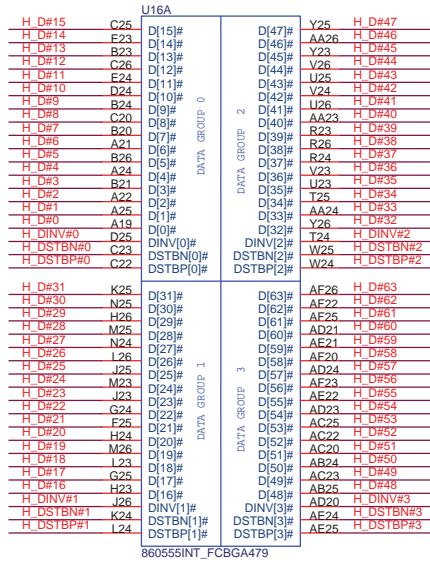 U16A
H_D#15 C25 D[15]# D[47]# Y25 H_D#47
H_D#14 E23 D[14]# D[46]# AA26 H_D#46
H_D#13 B23 D[13]# D[45]# Y23 H_D#45
H_D#12 C26 D[12]# D[44]# V26 H_D#44
H_D#11 E24 D[11]# D[43]# U25 H_D#43
H_D#10 D24 D[10]# D[42]# V24 H_D#42
H_D#9 B24 D[9]# D[41]# U26 H_D#41
H_D#8 C20 D[8]# D[40]# AA23 H_D#40
H_D#7 B20 D[7]# D[39]# R23 H_D#39
H_D#6 A21 D[6]# D[38]# R26 H_D#38
H_D#5 B26 D[5]# D[37]# R24 H_D#37
H_D#4 A24 D[4]# D[36]# V23 H_D#36
H_D#3 B21 D[3]# D[35]# U23 H_D#35
H_D#2 A22 D[2]# D[34]# T25 H_D#34
H_D#1 A25 D[1]# D[33]# AA24 H_D#33
H_D#0 A19 D[0]# D[32]# Y26 H_D#32
H_DINV#0 D25 DINV[0]# DINV[2]# T24 H_DINV#2
H_DSTBN#0 C23 DSTBN[0]# DSTBN[2]# W25 H_DSTBN#2
H_DSTBP#0 C22 DSTBP[0]# DSTBP[2]# W24 H_DSTBP#2
DATA GROUP 0
DATA GROUP 2
H_D#31 K25 D[31]# D[63]# AF26 H_D#63
H_D#30 N25 D[30]# D[62]# AF22 H_D#62
H_D#29 H26 D[29]# D[61]# AF25 H_D#61
H_D#28 M25 D[28]# D[60]# AD21 H_D#60
H_D#27 N24 D[27]# D[59]# AE21 H_D#59
H_D#26 L26 D[26]# D[58]# AF20 H_D#58
H_D#25 J25 D[25]# D[57]# AD24 H_D#57
H_D#24 M23 D[24]# D[56]# AF23 H_D#56
H_D#23 J23 D[23]# D[55]# AE22 H_D#55
H_D#22 G24 D[22]# D[54]# AD23 H_D#54
H_D#21 F25 D[21]# D[53]# AC25 H_D#53
H_D#20 H24 D[20]# D[52]# AC22 H_D#52
H_D#19 M26 D[19]# D[51]# AC20 H_D#51
H_D#18 L23 D[18]# D[50]# AB24 H_D#50
H_D#17 G25 D[17]# D[49]# AC23 H_D#49
H_D#16 H23 D[16]# D[48]# AB25 H_D#48
H_DINV#1 J26 DINV[1]# DINV[3]# AD20 H_DINV#3
H_DSTBN#1 K24 DSTBN[1]# DSTBN[3]# AE24 H_DSTBN#3
H_DSTBP#1 L24 DSTBP[1]# DSTBP[3]# AE25 H_DSTBP#3
DATA GROUP 1
DATA GROUP 3
860555INT_FCBGA479